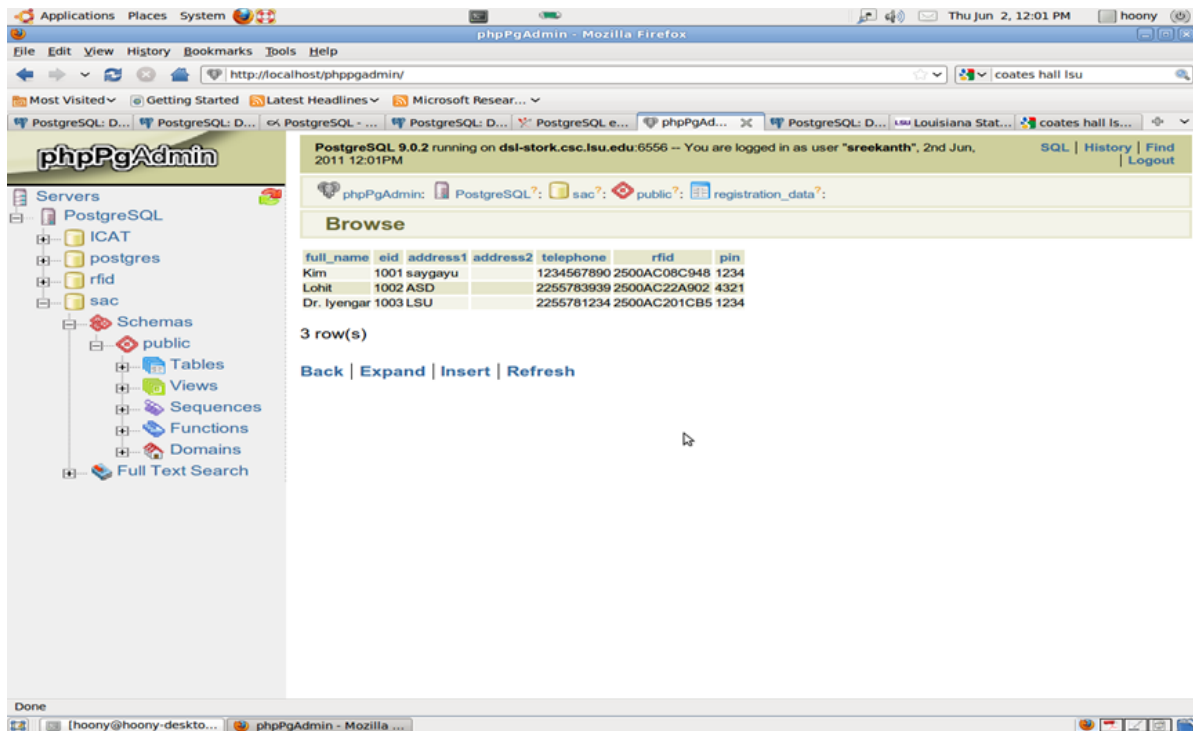 Applications Places System Thu Jun 2, 12:01 PM hoony
phpPgAdmin - Mozilla Firefox
File Edit View History Bookmarks Tools Help
http://localhost/phppgadmin/ coates hall lsu
Most Visited Getting Started Latest Headlines Microsoft Resear...
PostgreSQL: D... PostgreSQL: D... PostgreSQL - ... PostgreSQL: D... PostgreSQL e... phpPgAd... PostgreSQL: D... LSU Louisiana Stat... coates hall ls...
phpPgAdmin
Servers
PostgreSQL
ICAT
postgres
rfid
sac
Schemas
public
Tables
Views
Sequences
Functions
Domains
Full Text Search
PostgreSQL 9.0.2 running on dsl-stork.csc.lsu.edu:6556 -- You are logged in as user "sreekanth", 2nd Jun,
2011 12:01PM
SQL | History | Find
| Logout
phpPgAdmin: PostgreSQL?: sac?: public?: registration_data?:
Browse
full_name eid address1 address2 telephone rfid pin
Kim 1001 saygayu 1234567890 2500AC08C948 1234
Lohit 1002 ASD 2255783939 2500AC22A902 4321
Dr. Iyengar 1003 LSU 2255781234 2500AC201CB5 1234
3 row(s)
Back | Expand | Insert | Refresh
Done
[hoony@hoony-deskto... phpPgAdmin - Mozilla ...